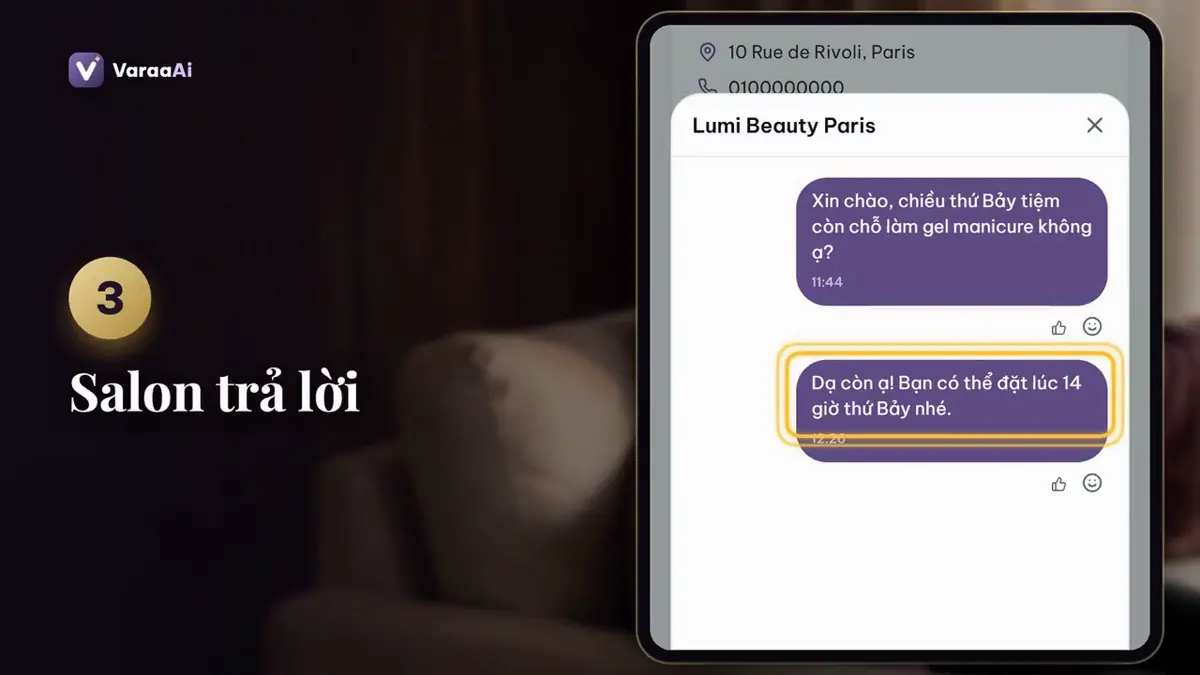 VaraaAi
3
Salon trả lời
10 Rue de Rivoli, Paris
0100000000
Lumi Beauty Paris
Xin chào, chiều thứ Bảy tiệm
còn chỗ làm gel manicure không
ạ?
11:44
Dạ còn ạ! Bạn có thể đặt lúc 14
giờ thứ Bảy nhé.
12:26